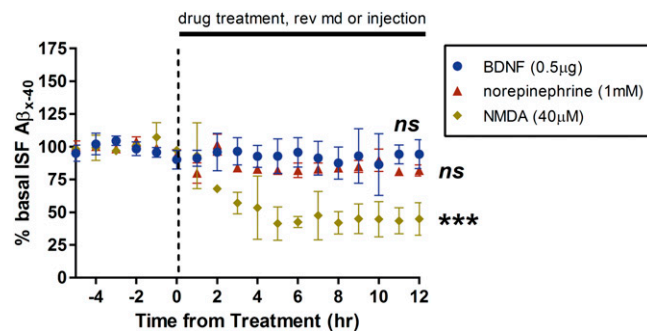 drug treatment, rev md or injection
% basal ISF Aβx-40
175
150
125
100
75
50
25
0
-4 -2 0 2 4 6 8 10 12
Time from Treatment (hr)
ns
ns
***
BDNF (0.5μg)
norepinephrine (1mM)
NMDA (40μM)